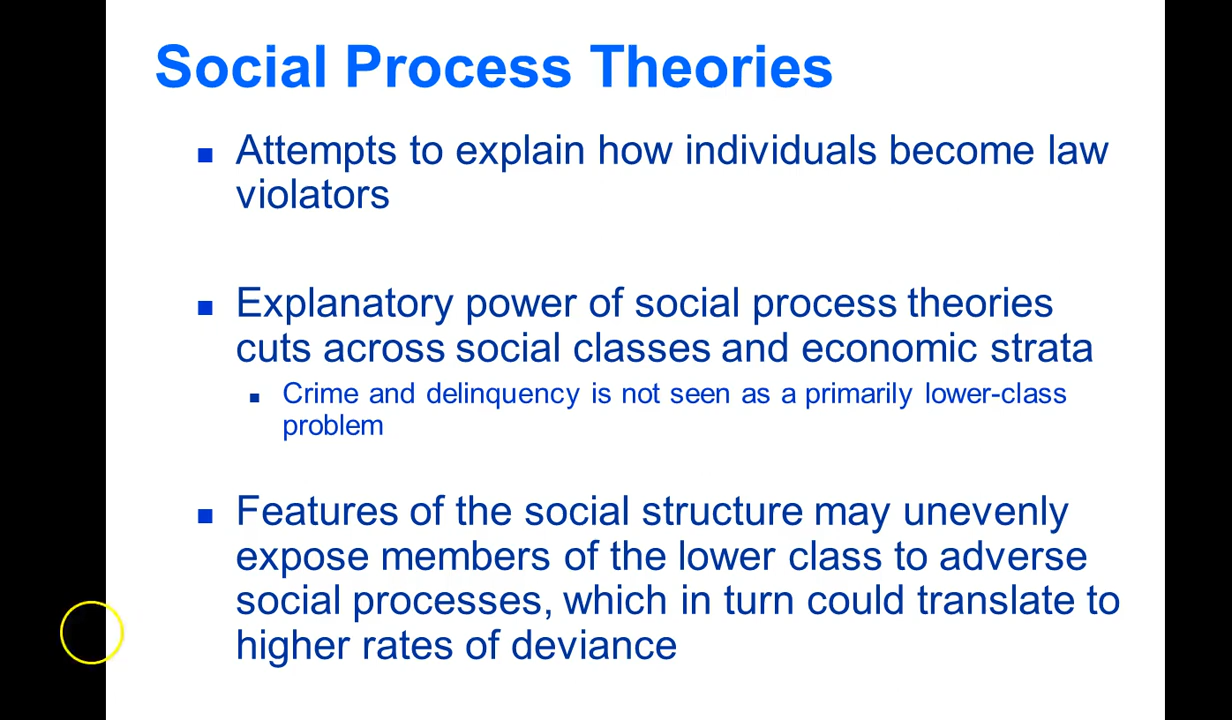 Social Process Theories
Attempts to explain how individuals become law
violators
Explanatory power of social process theories
cuts across social classes and economic strata
Crime and delinquency is not seen as a primarily lower-class
problem
Features of the social structure may unevenly
expose members of the lower class to adverse
social processes, which in turn could translate to
higher rates of deviance